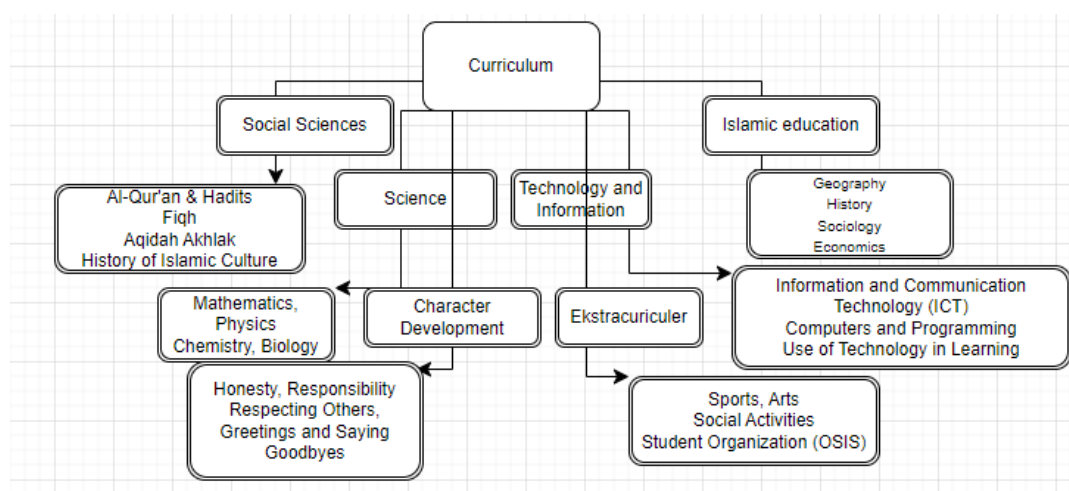 Curriculum
Social Sciences
Islamic education
Al-Qur'an & Hadits
Fiqh
Aqidah Akhlak
History of Islamic Culture
Science
Technology and
Information
Geography
History
Sociology
Economics
Mathematics,
Physics
Chemistry, Biology
Character
Development
Ekstracuriculer
Information and Communication
Technology (ICT)
Computers and Programming
Use of Technology in Learning
Honesty, Responsibility
Respecting Others,
Greetings and Saying
Goodbyes
Sports, Arts
Social Activities
Student Organization (OSIS)